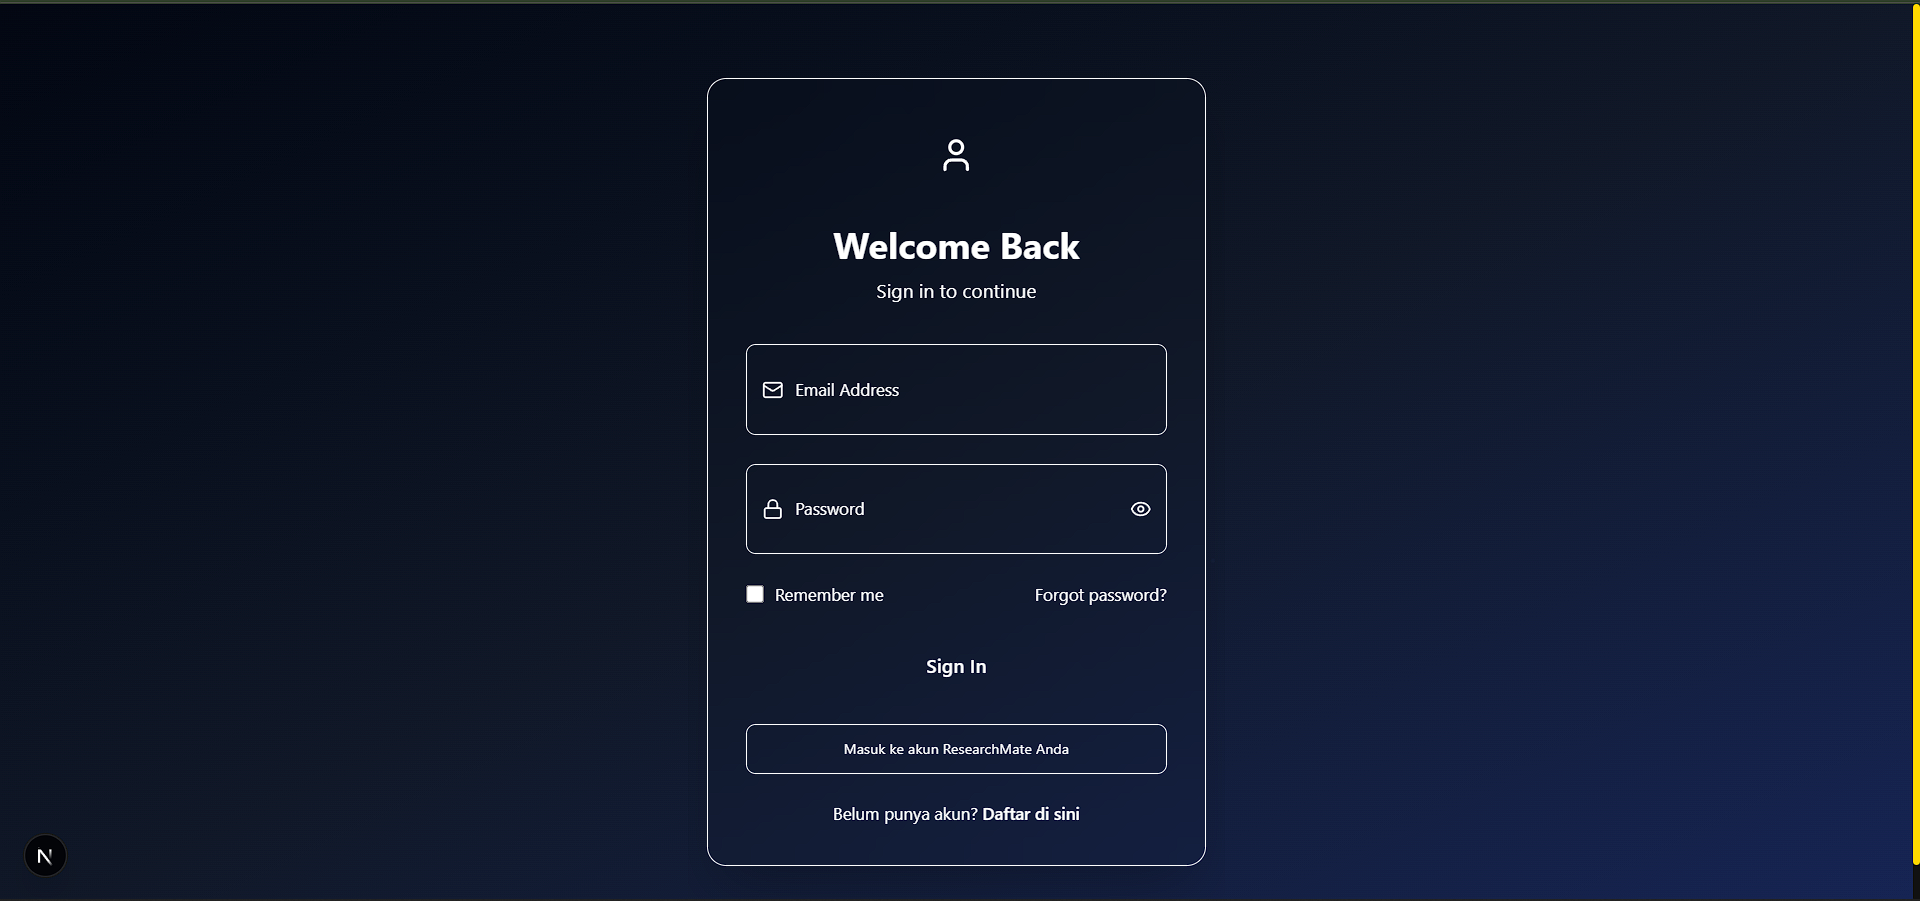 Welcome Back
Sign in to continue
Email Address
Password
Remember me
Forgot password?
Sign In
Masuk ke akun ResearchMate Anda
Belum punya akun? Daftar di sini
N